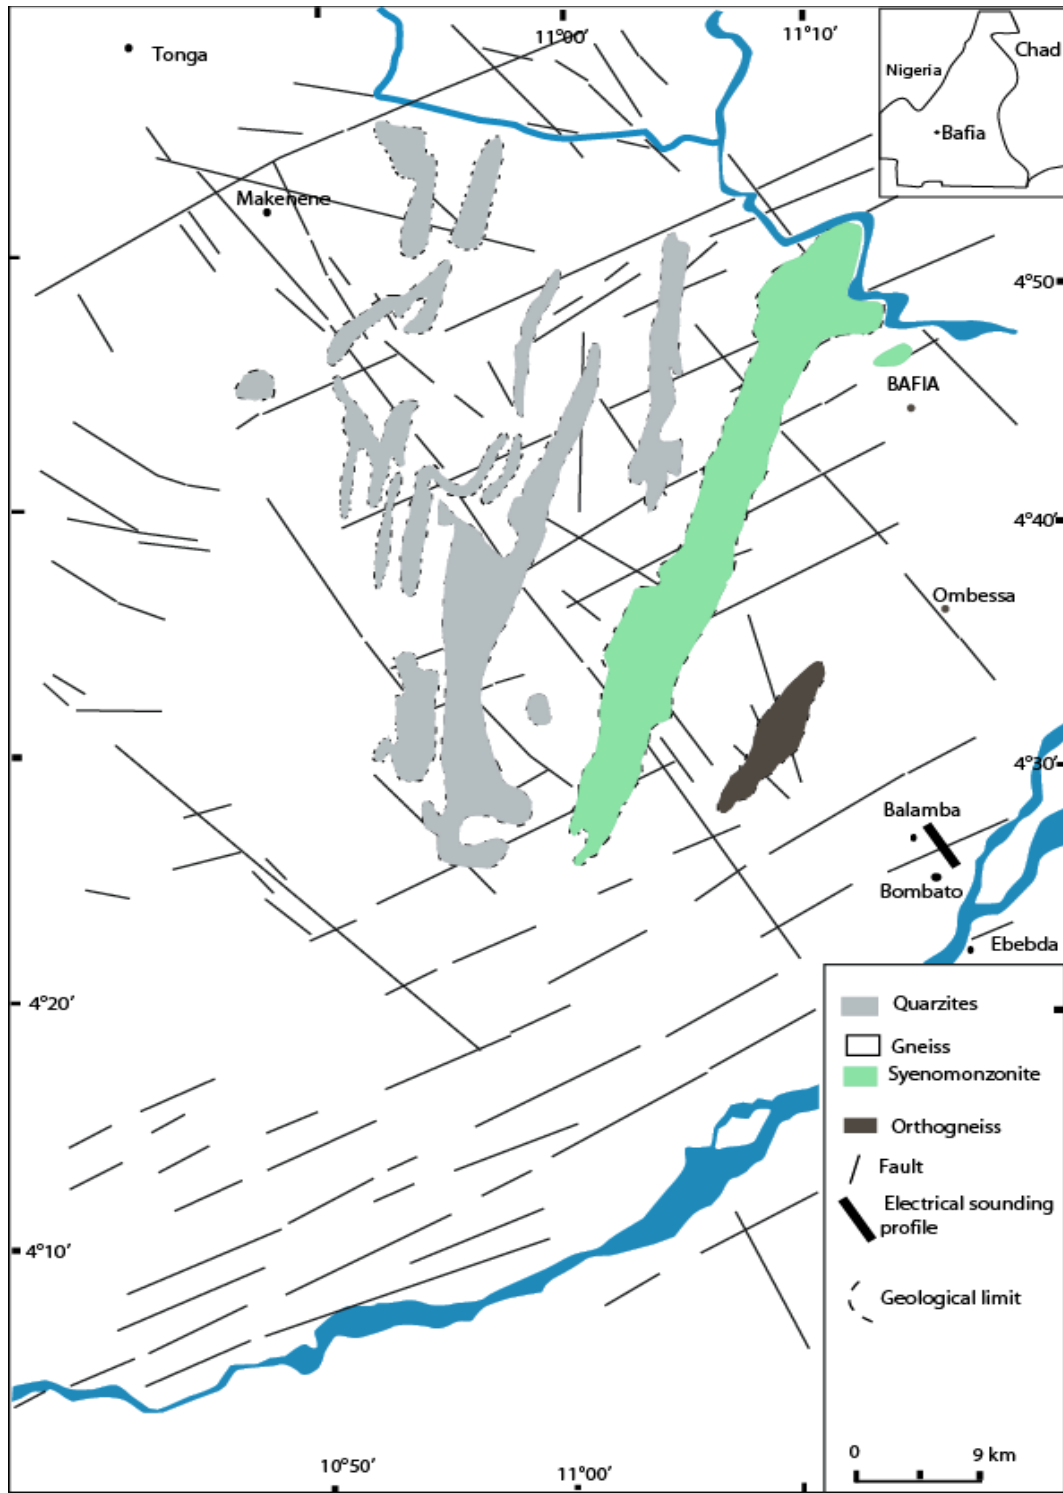 11°00′
11°10′
Tonga
Chad
Nigeria
Bafia
Makenene
4°50′
BAFIA
4°40′
Ombessa
4°30′
Balamba
Bombato
Ebebda
4°20′
Quarzites
Gneiss
Syenomonzonite
Orthogneiss
Fault
Electrical sounding
profile
4°10′
Geological limit
0 9 km
10°50′
11°00′